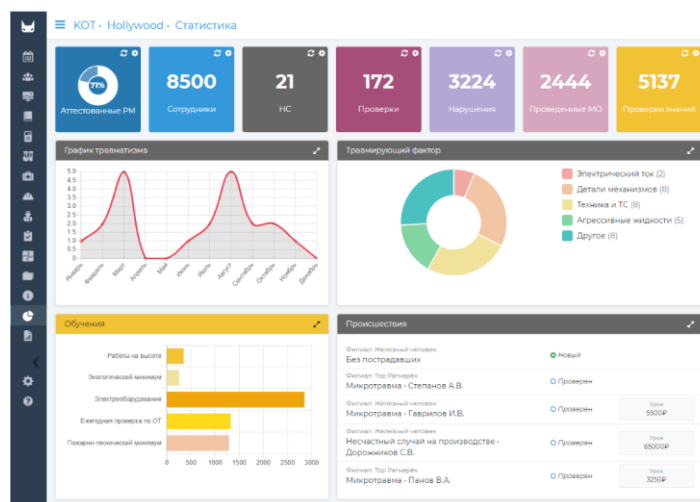 КОТ · Hollywood · Статистика
71%
Аттестованные РМ
8500
Сотрудники
21
НС
172
Проверки
3224
Нарушения
2444
Проведенные МО
5137
Проверки знаний
График травматизма
5.0
4.5
4.0
3.5
3.0
2.5
2.0
1.5
1.0
0.5
0
Январь
Февраль
Март
Апрель
Май
Июнь
Июль
Август
Сентябрь
Октябрь
Ноябрь
Декабрь
Травмирующий фактор
Электрический ток (2)
Детали механизмов (8)
Техника и ТС (8)
Агрессивные жидкости (5)
Другое (8)
Обучения
Работы на высоте
Экологический минимум
Электрооборудование
Ежегодная проверка по ОТ
Пожарно-технический минимум
0
500
1000
1500
2000
2500
3000
Происшествия
Филиал: Железный человек
Без пострадавших
Новый
Филиал: Тор Рагнарёк
Микротравма - Степанов А.В.
Проверен
Филиал: Железный человек
Микротравма - Гаврилов И.В.
Проверен
Урон
5500₽
Филиал: Железный человек
Несчастный случай на производстве -
Дорожников С.В.
Проверен
Урон
65000₽
Филиал: Тор Рагнарёк
Микротравма - Панов В.А.
Проверен
Урон
3250₽